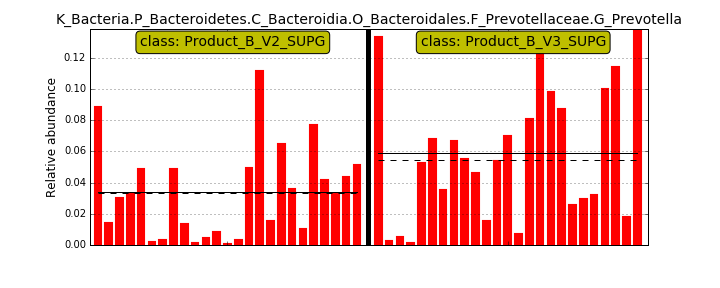 K_Bacteria.P_Bacteroidetes.C_Bacteroidia.O_Bacteroidales.F_Prevotellaceae.G_Prevotella
class: Product_B_V2_SUPG class: Product_B_V3_SUPG
0.12
0.10
0.08
0.06
0.04
0.02
0.00
Relative abundance